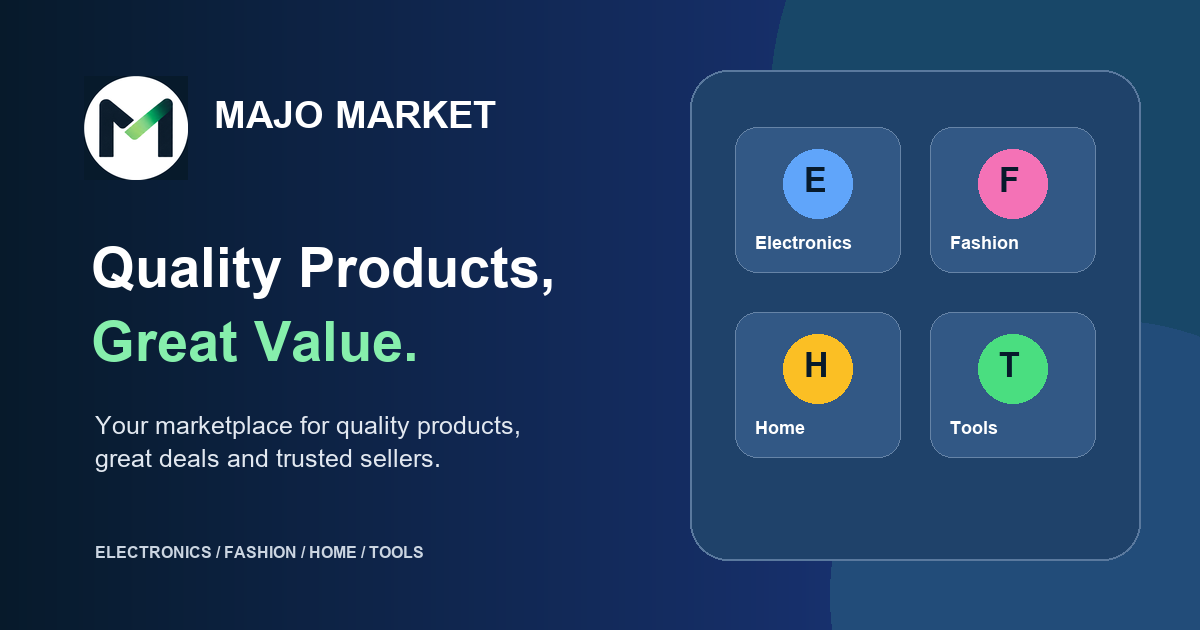 M
MAJO MARKET
Quality Products,
Great Value.
Your marketplace for quality products,
great deals and trusted sellers.
ELECTRONICS / FASHION / HOME / TOOLS
E
Electronics
F
Fashion
H
Home
T
Tools